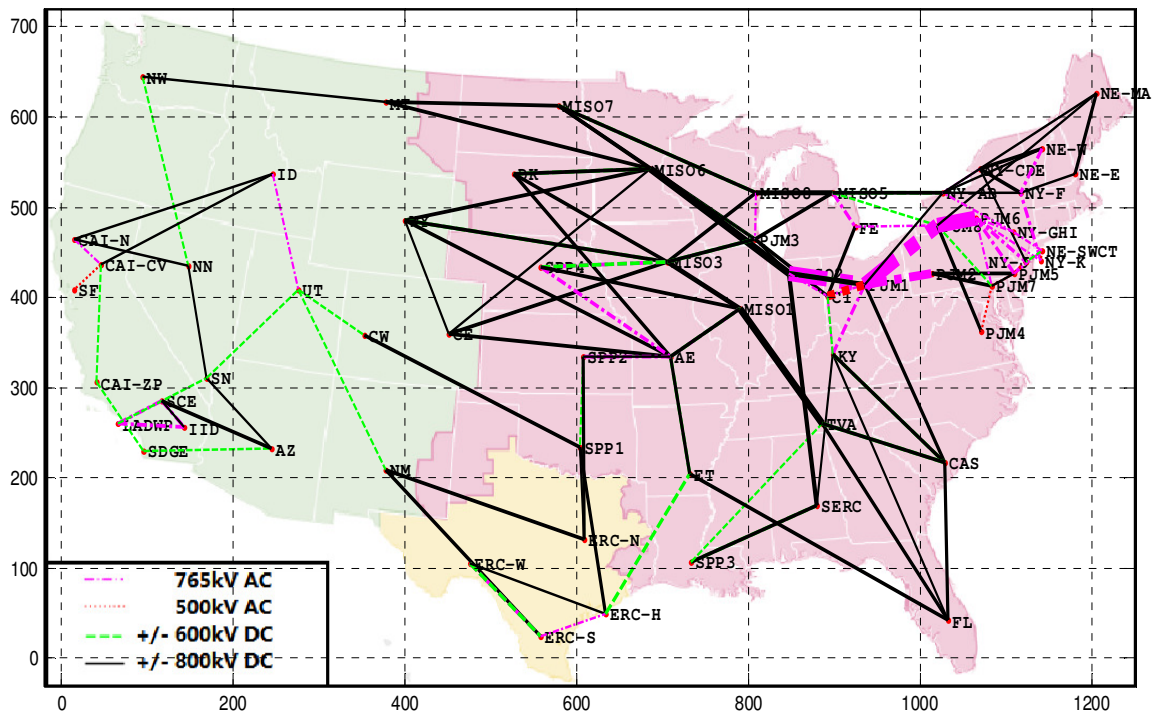 700
600
500
400
300
200
100
0
0
200
400
600
800
1000
1200
NW
MT
MISO7
NE-MA
ID
DK
MISO6
NE-W
NY-CDE
NE-E
MISO8
MISO5
NY-AB
NY-F
CAI-N
PJM3
FE
PJM8
PJM6
NY-GHI
CAI-CV
NN
SPP4
MISO3
NY-J
NY-K
NE-SWCT
SF
UT
PJM1
PJM2
PJM5
PJM7
MISO1
CW
CE
SPP2
AE
KY
PJM4
CAI-ZP
SN
SCE
LADWP
IID
SDGE
AZ
SPP1
TVA
CAS
NM
ET
SERC
ERC-N
ERC-W
SPP3
ERC-H
ERC-S
FL
765kV AC
500kV AC
+/- 600kV DC
+/- 800kV DC